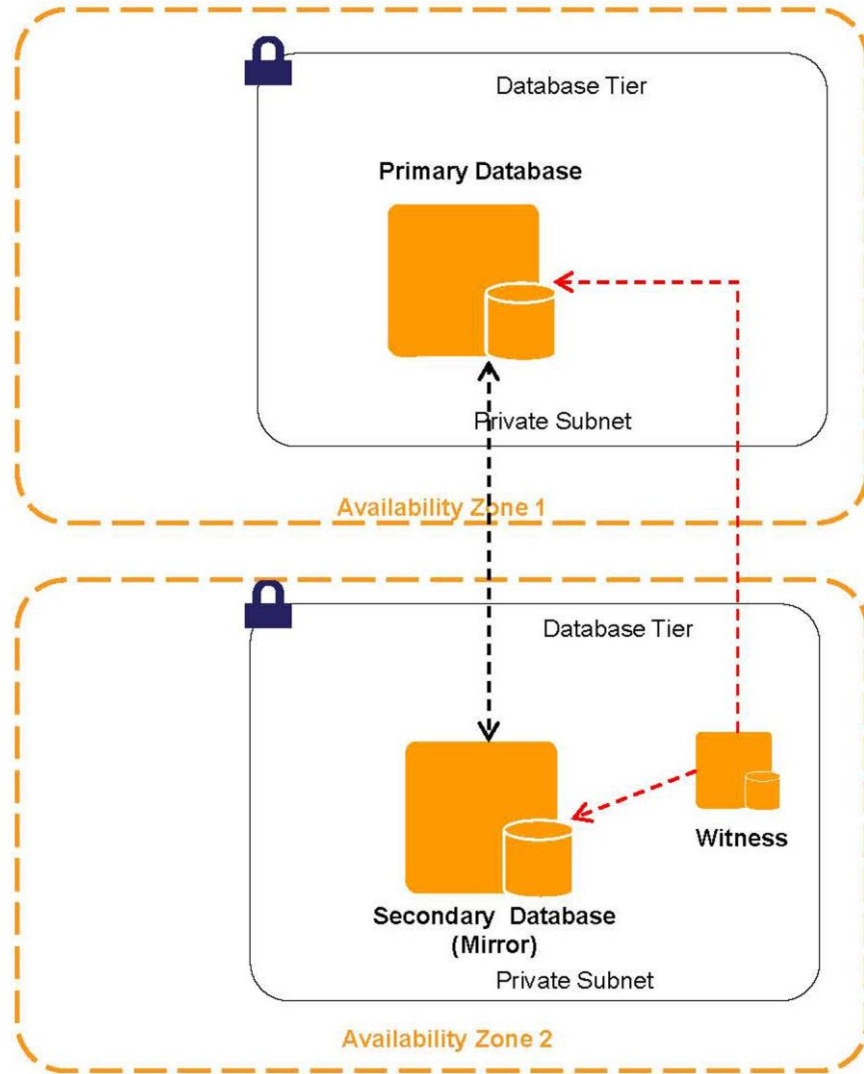 Database Tier
Primary Database
Private Subnet
Availability Zone 1
Database Tier
Witness
Secondary Database
(Mirror)
Private Subnet
Availability Zone 2